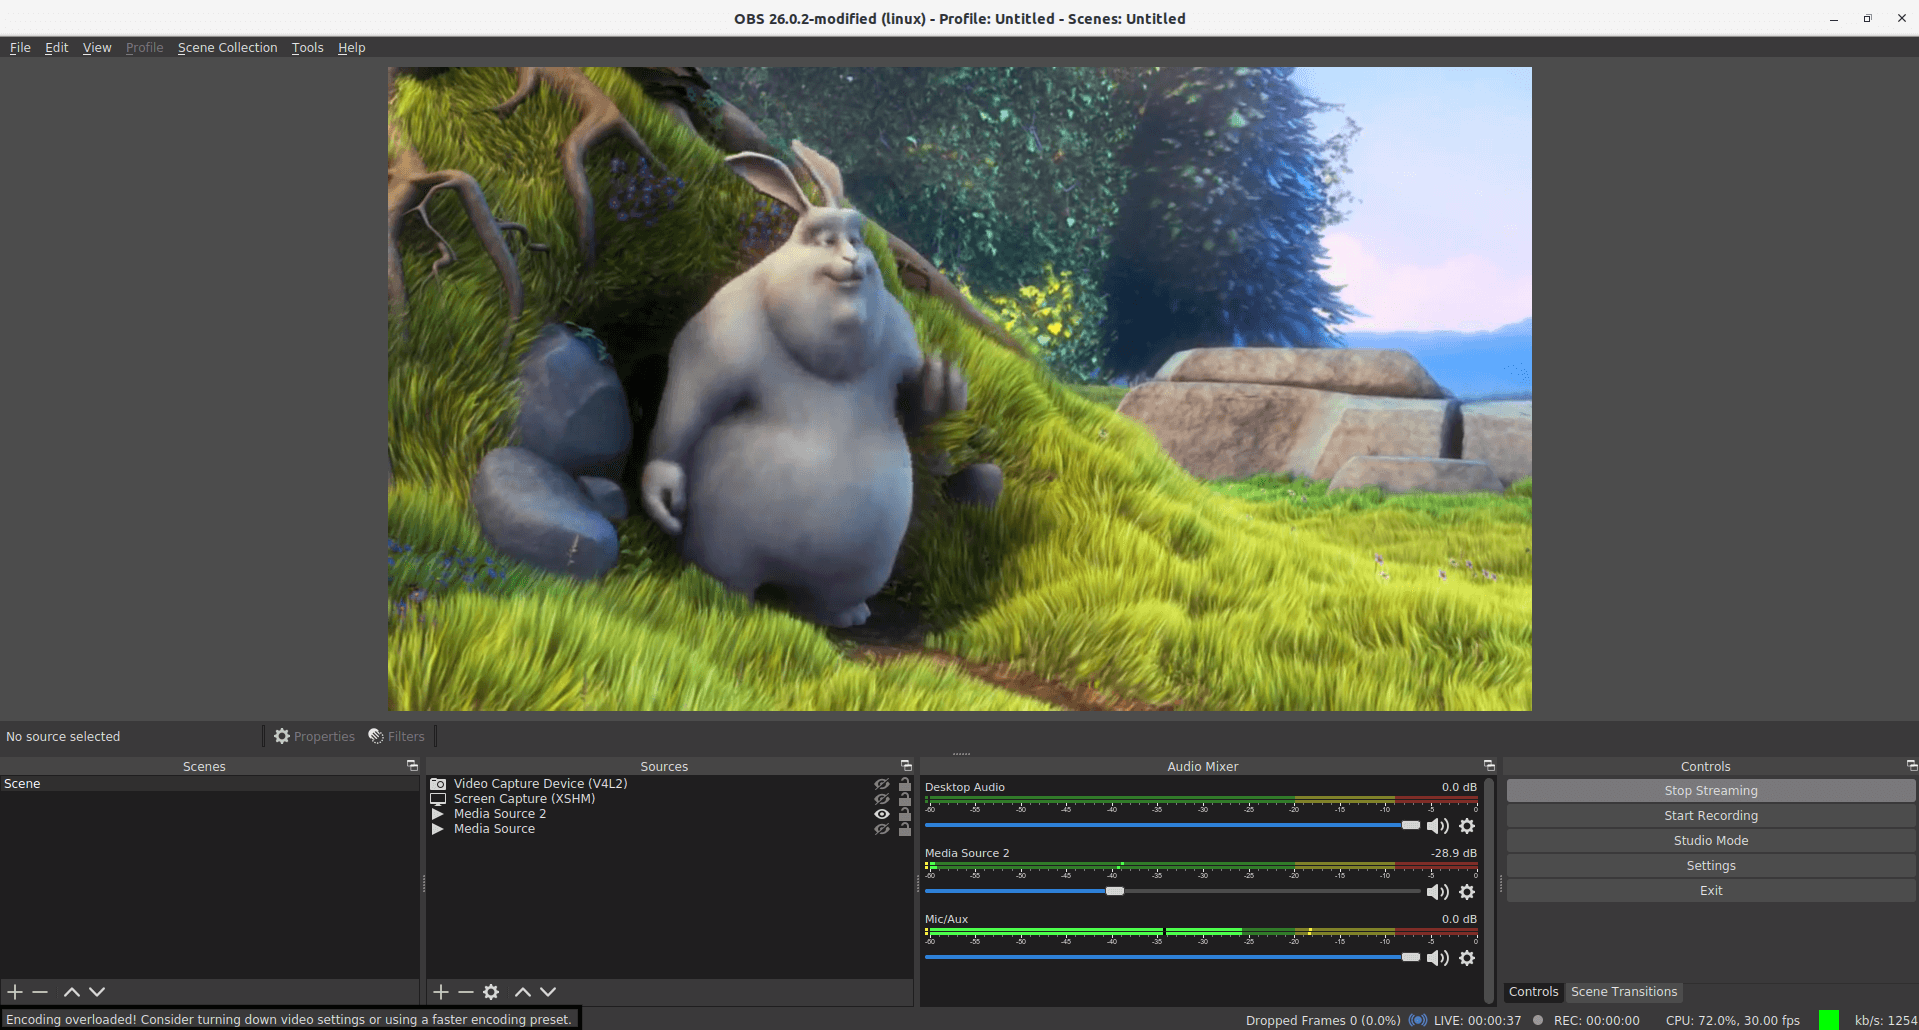 OBS 26.0.2-modified (linux) - Profile: Untitled - Scenes: Untitled
File Edit View Profile Scene Collection Tools Help
No source selected Properties Filters
Scenes
Scene
Sources
Video Capture Device (V4L2)
Screen Capture (XSHM)
Media Source 2
Media Source
Audio Mixer
Desktop Audio 0.0 dB
-60 -55 -50 -45 -40 -35 -30 -25 -20 -15 -10 -5 0
Media Source 2 -28.9 dB
-60 -55 -50 -45 -40 -35 -30 -25 -20 -15 -10 -5 0
Mic/Aux 0.0 dB
-60 -55 -50 -45 -40 -35 -30 -25 -20 -15 -10 -5 0
Controls
Stop Streaming
Start Recording
Studio Mode
Settings
Exit
Controls Scene Transitions
Encoding overloaded! Consider turning down video settings or using a faster encoding preset.
Dropped Frames 0 (0.0%) LIVE: 00:00:37 REC: 00:00:00 CPU: 72.0%, 30.00 fps kb/s: 1254